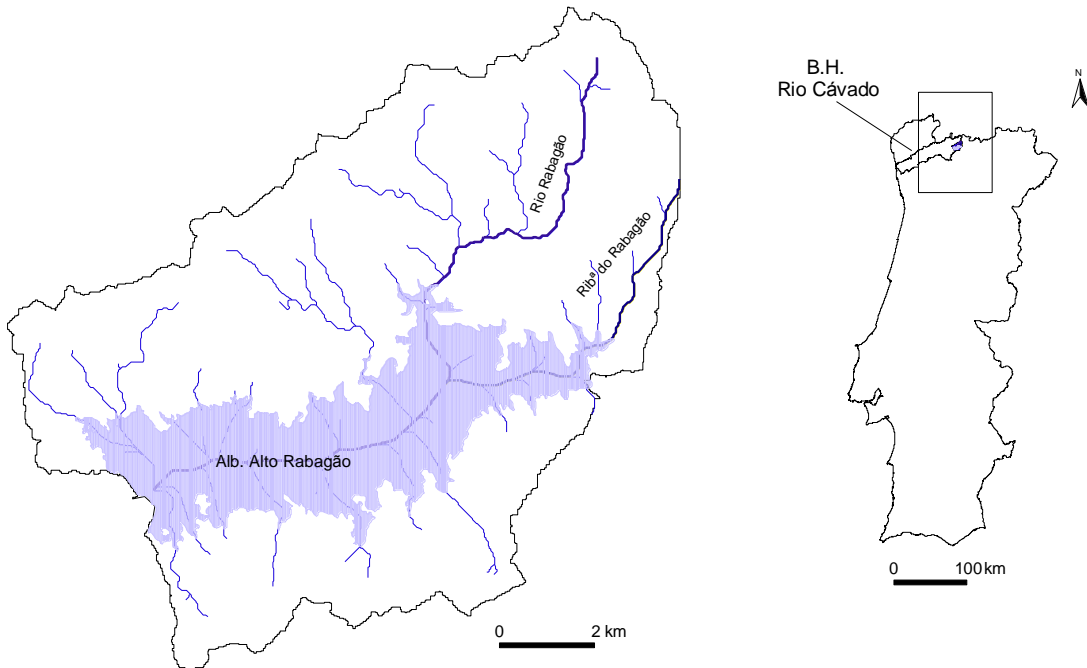 Rio Rabagão
Ribª do Rabagão
Alb. Alto Rabagão
0 2 km
B.H.
Rio Cávado
N
0 100 km